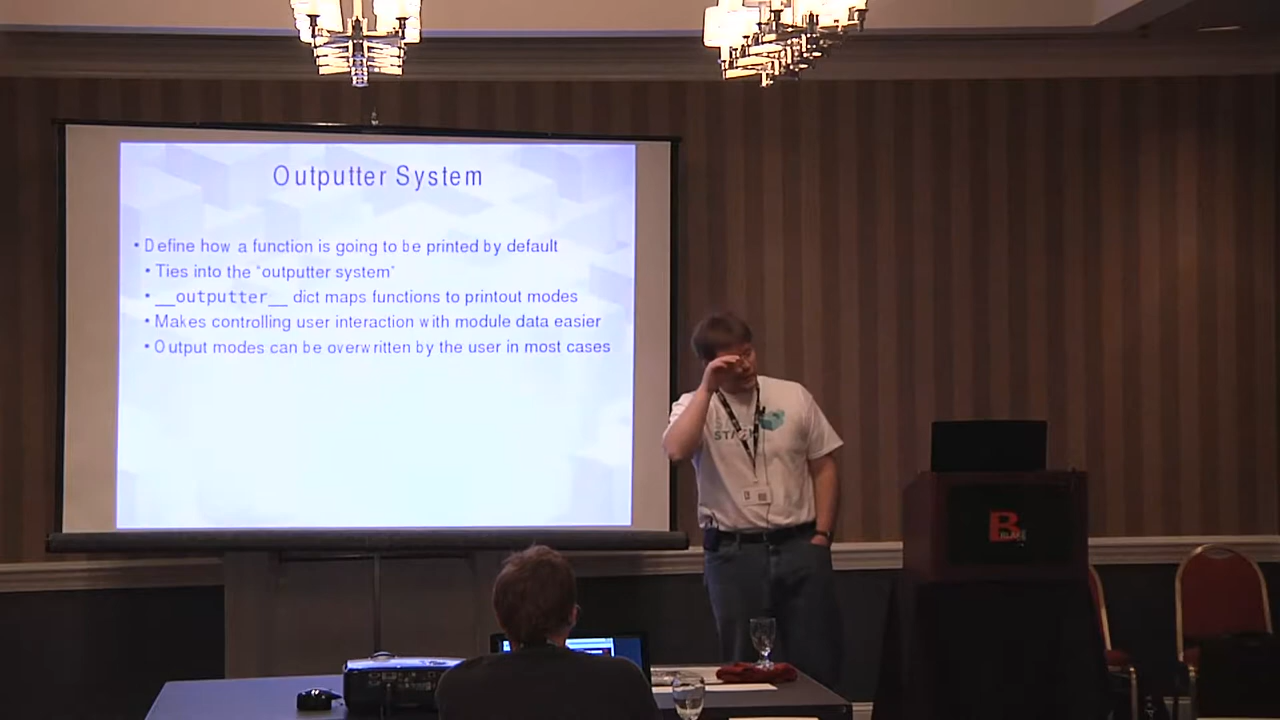 Outputter System
• Define how a function is going to be printed by default
• Ties into the "outputter system"
• __outputter__ dict maps functions to printout modes
• Makes controlling user interaction with module data easier
• Output modes can be overwritten by the user in most cases
STACK
B
BLAKE